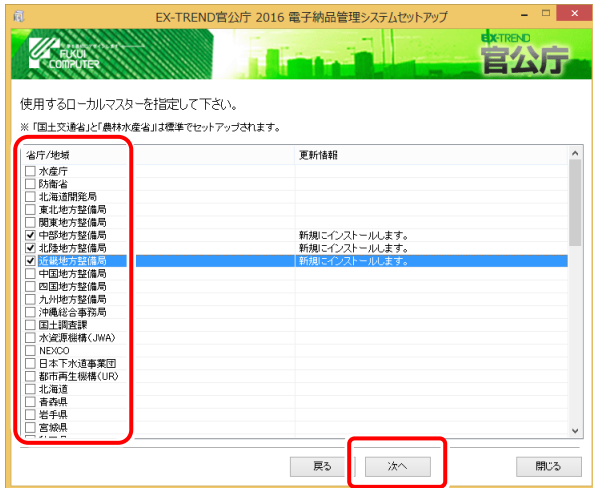 EX-TREND官公庁 2016 電子納品管理システムセットアップ
FUKUI
COMPUTER
EX-TREND
官公庁
使用するローカルマスターを指定して下さい。
※「国土交通省」と「農林水産省」は標準でセットアップされます。
省庁/地域 更新情報
水産庁
防衛省
北海道開発局
東北地方整備局
関東地方整備局
中部地方整備局 新規にインストールします。
北陸地方整備局 新規にインストールします。
近畿地方整備局 新規にインストールします。
中国地方整備局
四国地方整備局
九州地方整備局
沖縄総合事務局
国土調査課
水資源機構(JWA)
NEXCO
日本下水道事業団
都市再生機構(UR)
北海道
青森県
岩手県
宮城県
戻る 次へ 閉じる